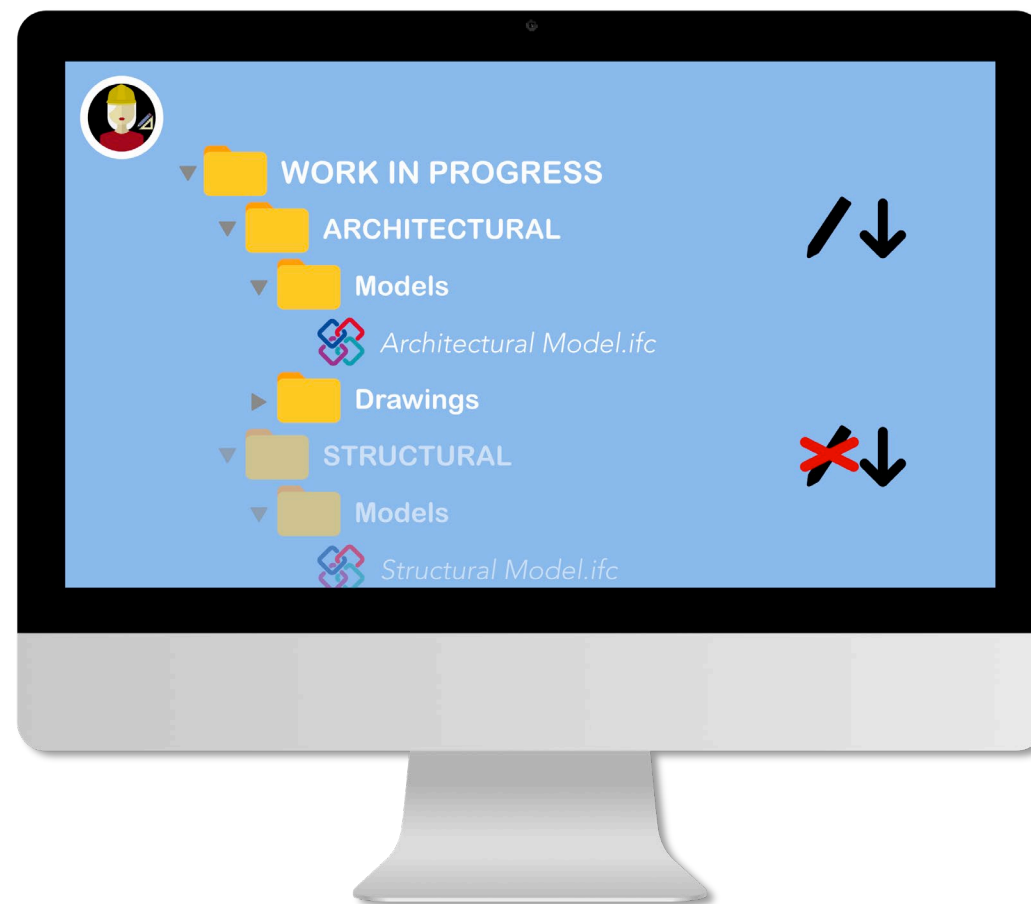 WORK IN PROGRESS
ARCHITECTURAL
Models
Architectural Model.ifc
Drawings
STRUCTURAL
Models
Structural Model.ifc